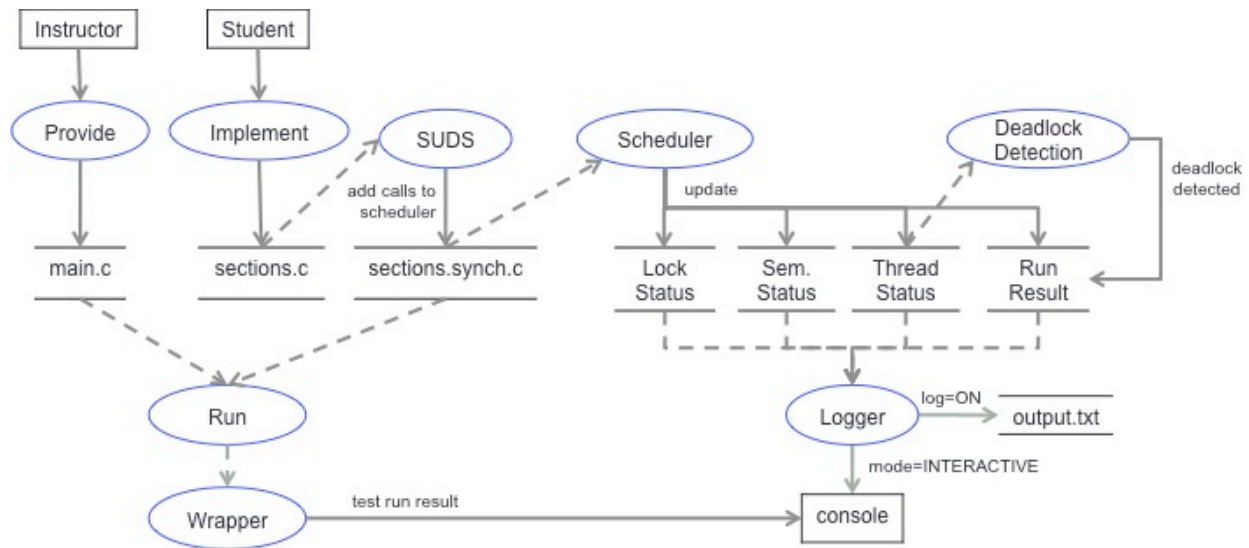 Instructor
Student
Provide
Implement
SUDS
Scheduler
Deadlock
Detection
add calls to
scheduler
update
deadlock
detected
main.c
sections.c
sections.synch.c
Lock
Status
Sem.
Status
Thread
Status
Run
Result
Run
Logger
log=ON
output.txt
mode=INTERACTIVE
Wrapper
test run result
console